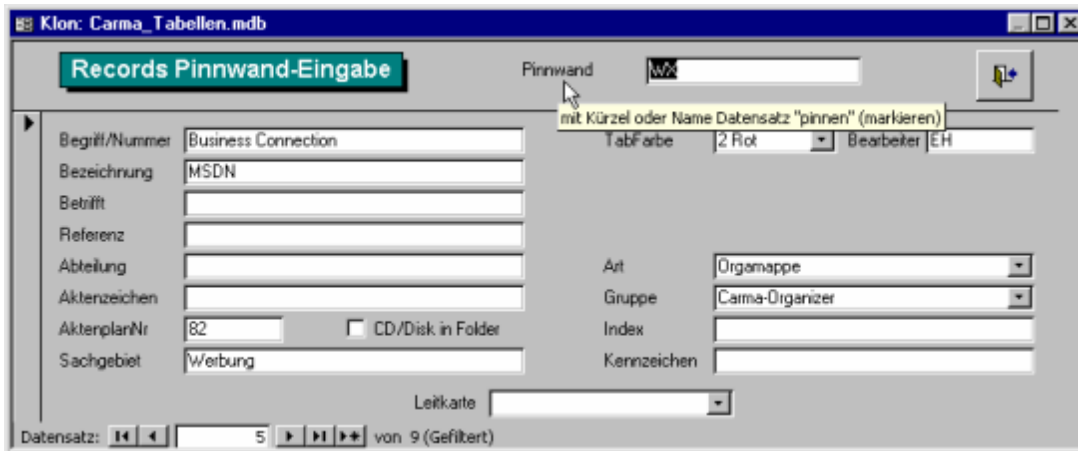 Klon: Carma_Tabellen.mdb
Records Pinnwand-Eingabe
Pinnwand WX
mit Kürzel oder Name Datensatz "pinnen" (markieren)
Begriff/Nummer Business Connection TabFarbe 2 Rot Bearbeiter EH
Bezeichnung MSDN
Betrifft
Referenz
Abteilung Art Orgamappe
Aktenzeichen Gruppe Carma-Organizer
AktenplanNr 82 CD/Disk in Folder Index
Sachgebiet Werbung Kennzeichen
Leitkarte
Datensatz: 5 von 9 (Gefiltert)